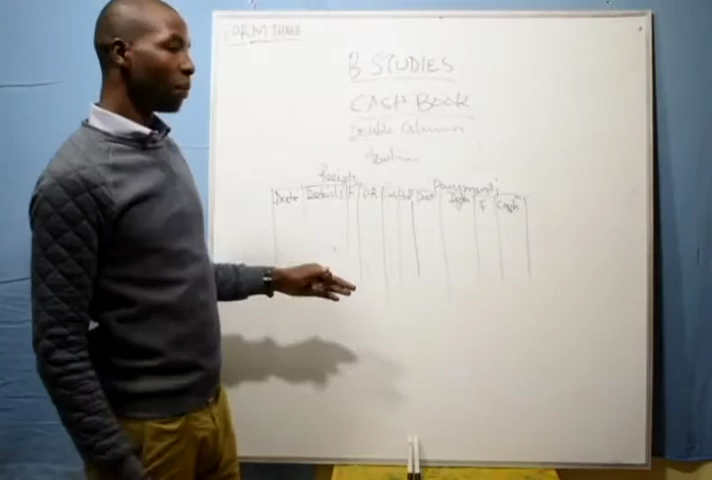 FORM THREE
B STUDIES
CASH BOOK
Double Column
Receipts Payments
Date Details F DR Date F Cash